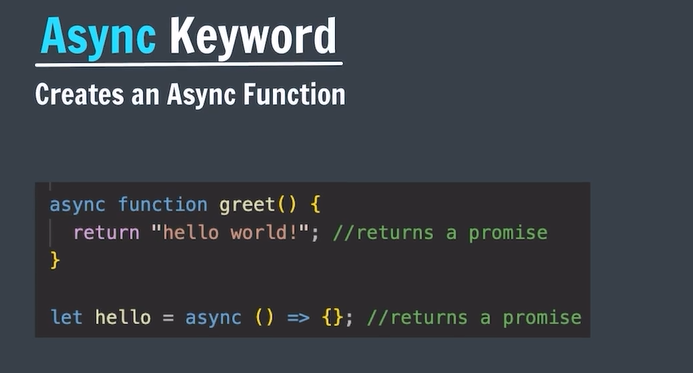 Async Keyword
Creates an Async Function
async function greet() {
return "hello world!"; //returns a promise
}
let hello = async () => {}; //returns a promise